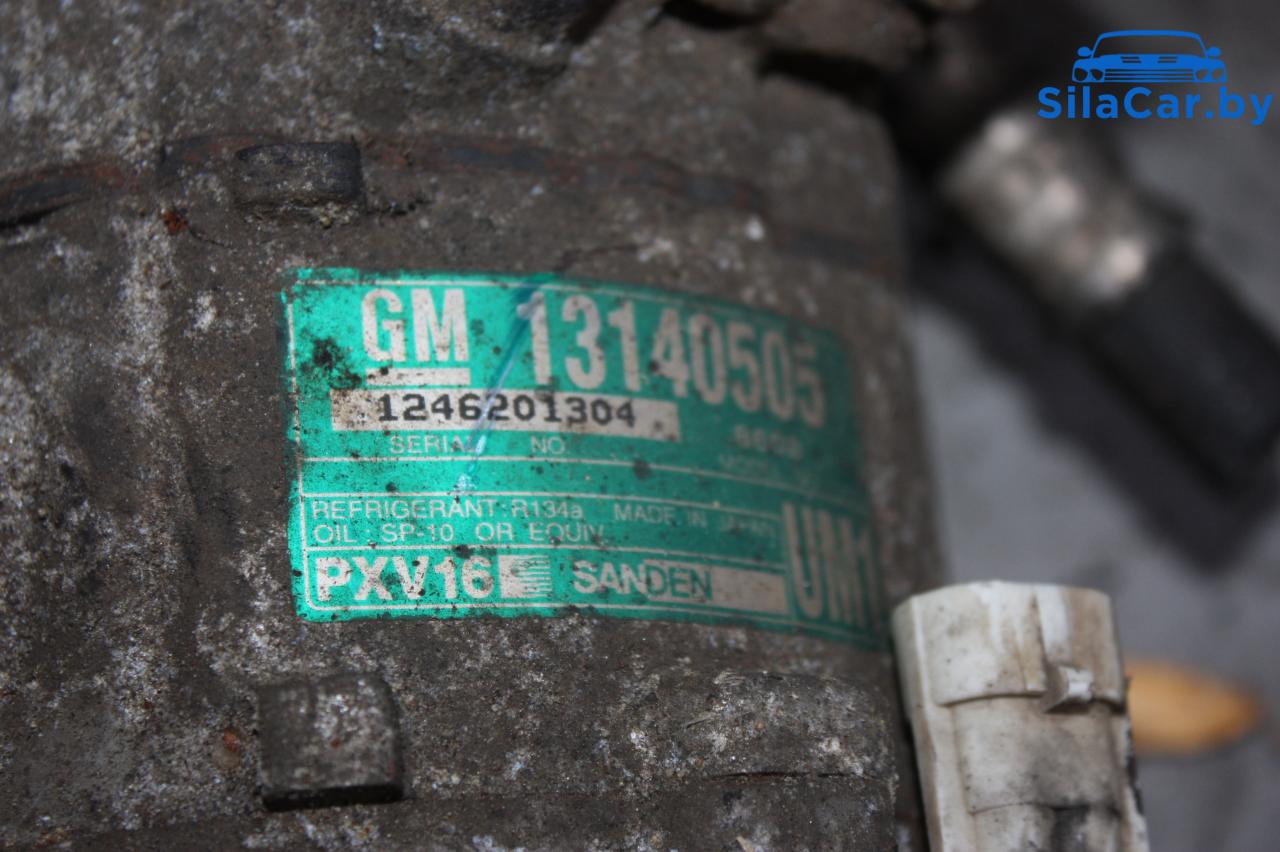 SilaCar.by
GM 13140505
1246201304
SERIAL NO
REFRIGERANT R134a MADE IN JAPAN
OIL SP-10 OR EQUIV.
PXV16 SANDEN
UM1